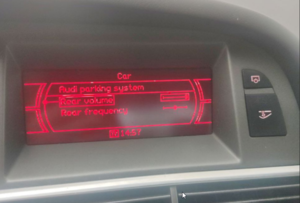 Car
Audi parking system
Rear volume
Rear frequency